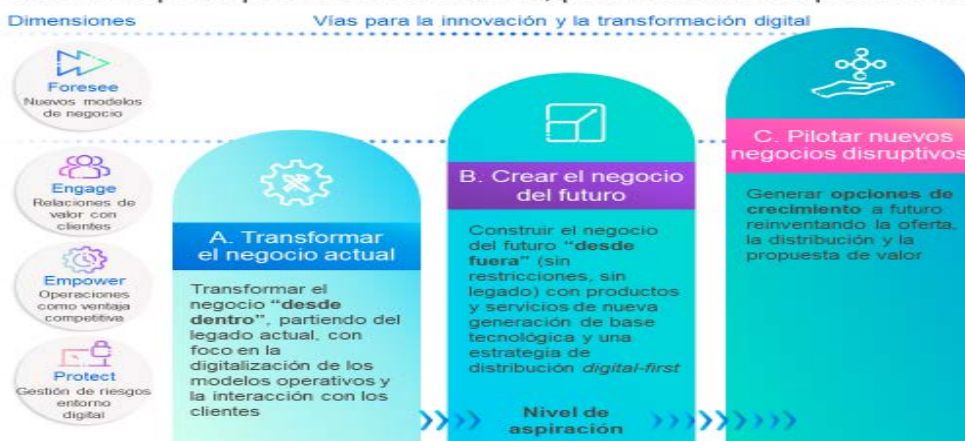 Dimensiones
Vías para la innovación y la transformación digital
Foresee
Nuevos modelos
de negocio
Engage
Relaciones de
valor con
clientes
Empower
Operaciones
como ventaja
competitiva
Protect
Gestión de riesgos
entorno
digital
A. Transformar
el negocio actual
Transformar el
negocio “desde
dentro”, partiendo del
legado actual, con
foco en la
digitalización de los
modelos operativos y
la interacción con los
clientes
B. Crear el negocio
del futuro
Construir el negocio
del futuro “desde
fuera” (sin
restricciones, sin
legado) con productos
y servicios de nueva
generación de base
tecnológica y una
estrategia de
distribución digital-first
Nivel de
aspiración
C. Pilotar nuevos
negocios disruptivos
Generar opciones de
crecimiento a futuro
reinventando la oferta,
la distribución y la
propuesta de valor